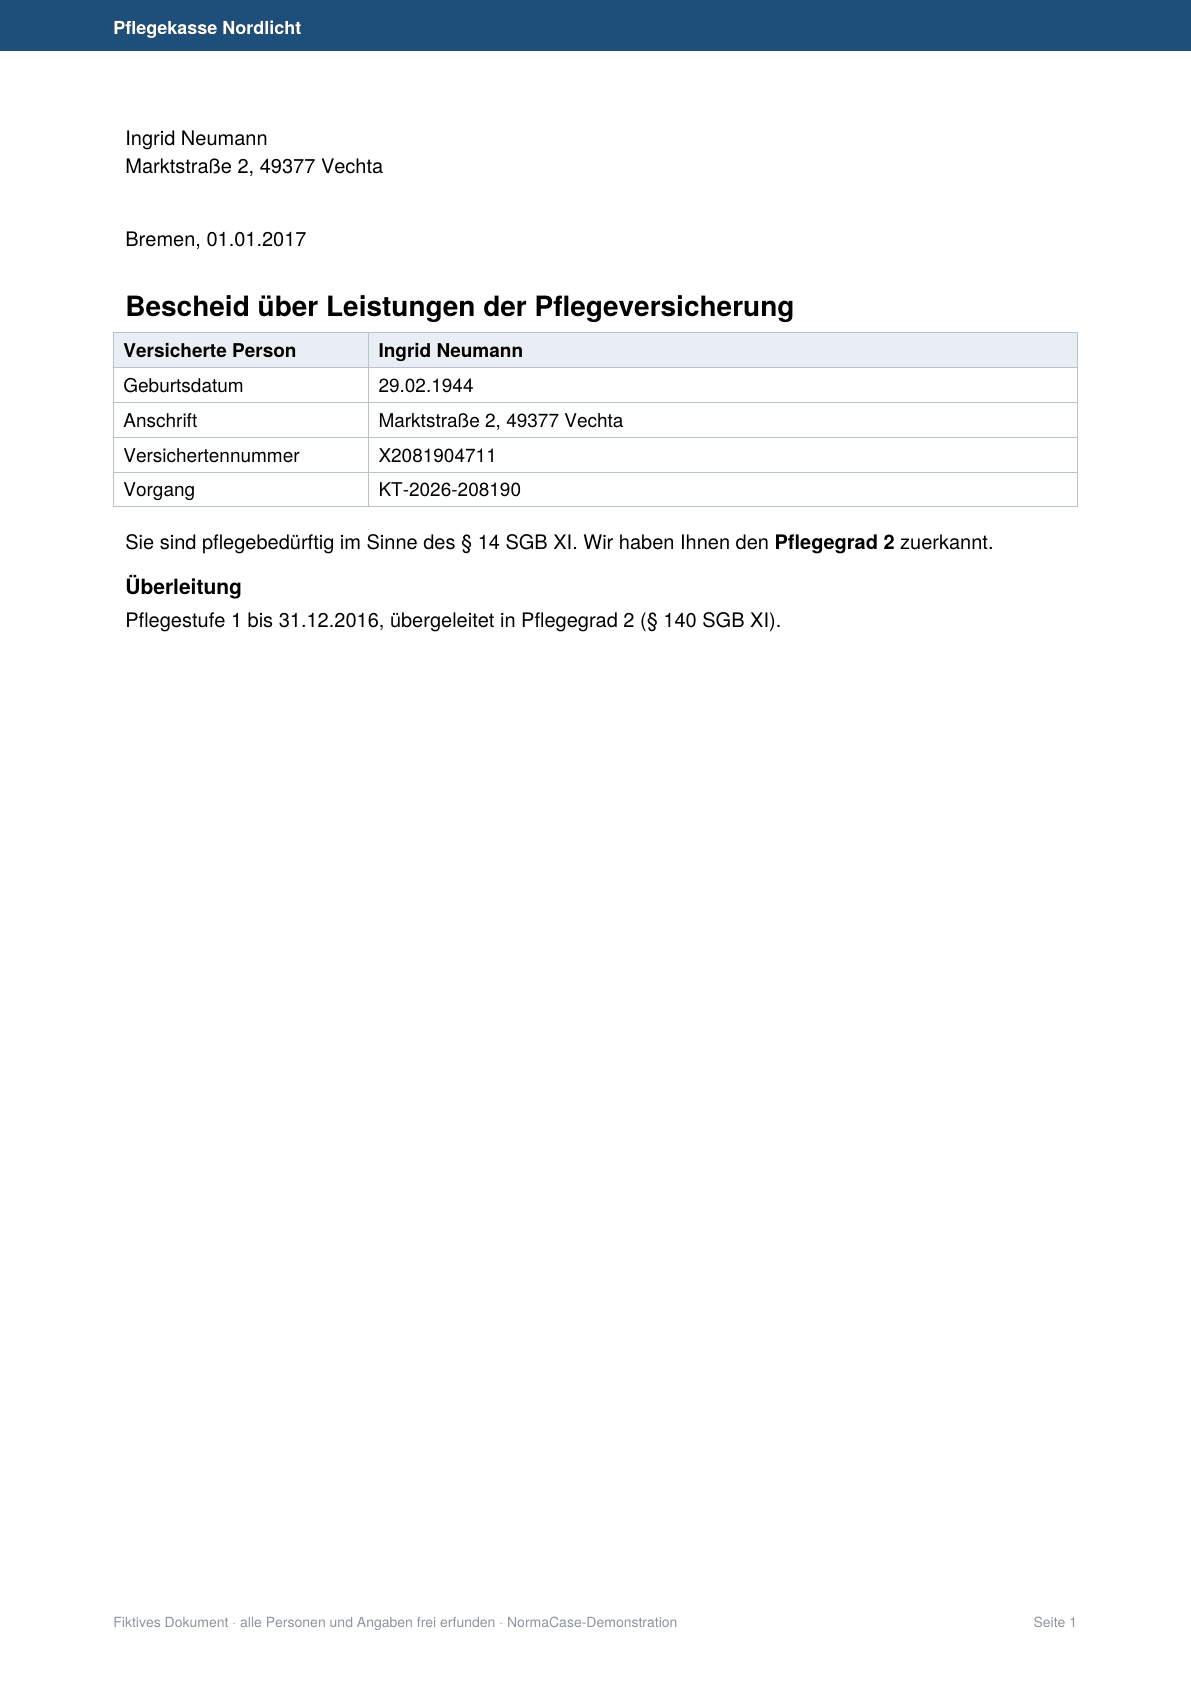 Pflegekasse Nordlicht
Ingrid Neumann
Marktstraße 2, 49377 Vechta
Bremen, 01.01.2017
Bescheid über Leistungen der Pflegeversicherung
Versicherte Person Ingrid Neumann
Geburtsdatum 29.02.1944
Anschrift Marktstraße 2, 49377 Vechta
Versichertennummer X2081904711
Vorgang KT-2026-208190
Sie sind pflegebedürftig im Sinne des § 14 SGB XI. Wir haben Ihnen den Pflegegrad 2 zuerkannt.
Überleitung
Pflegestufe 1 bis 31.12.2016, übergeleitet in Pflegegrad 2 (§ 140 SGB XI).
Fiktives Dokument · alle Personen und Angaben frei erfunden · NormaCase-Demonstration Seite 1